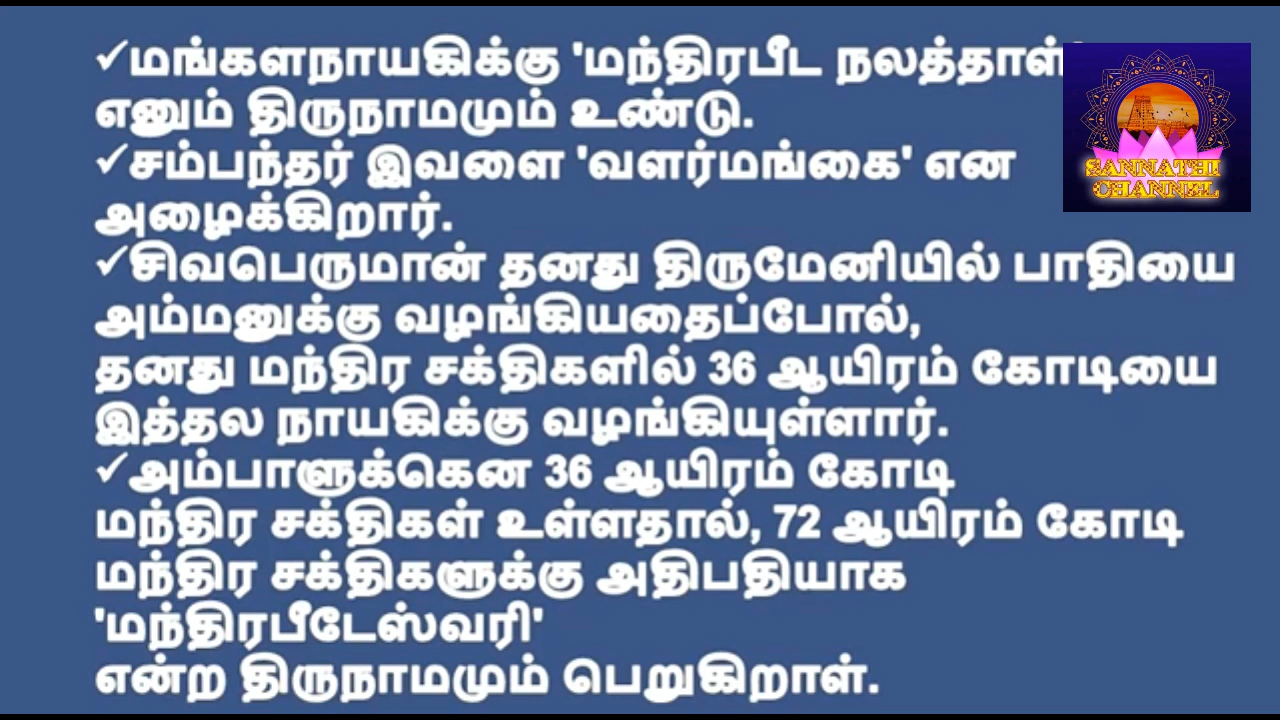 ✓மங்களநாயகிக்கு 'மந்திரபீட நலத்தாள்'
எனும் திருநாமமும் உண்டு.
✓சம்பந்தர் இவளை 'வளர்மங்கை' என
அழைக்கிறார்.
✓சிவபெருமான் தனது திருமேனியில் பாதியை
அம்மனுக்கு வழங்கியதைப்போல்,
தனது மந்திர சக்திகளில் 36 ஆயிரம் கோடியை
இத்தல நாயகிக்கு வழங்கியுள்ளார்.
✓அம்பாளுக்கென 36 ஆயிரம் கோடி
மந்திர சக்திகள் உள்ளதால், 72 ஆயிரம் கோடி
மந்திர சக்திகளுக்கு அதிபதியாக
'மந்திரபீடேஸ்வரி'
என்ற திருநாமமும் பெறுகிறாள்.
SANNATHI
CHANNEL